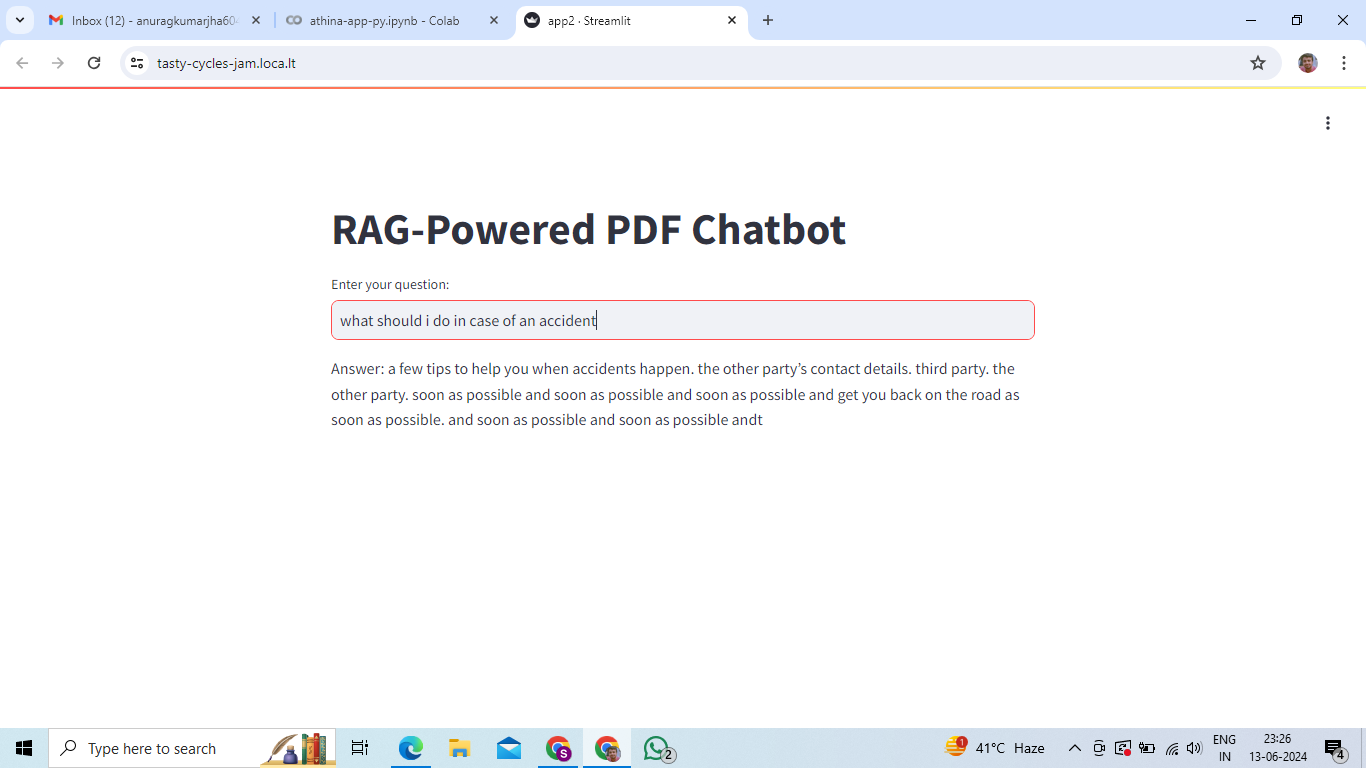 Inbox (12) - anuragkumarjha60
athina-app-py.ipynb - Colab
app2 · Streamlit
tasty-cycles-jam.loca.lt
RAG-Powered PDF Chatbot
Enter your question:
what should i do in case of an accident
Answer: a few tips to help you when accidents happen. the other party’s contact details. third party. the
other party. soon as possible and soon as possible and soon as possible and get you back on the road as
soon as possible. and soon as possible and soon as possible andt
Type here to search
S
2
1
41°C Haze
ENG
IN
23:26
13-06-2024
4